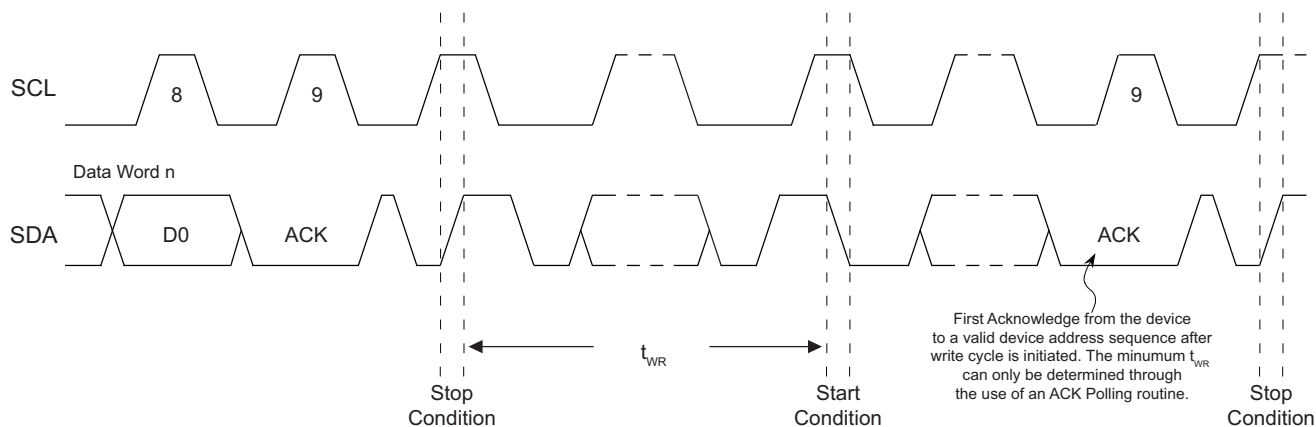 SCL
8
9
9
Data Word n
SDA
D0
ACK
ACK
First Acknowledge from the device
to a valid device address sequence after
write cycle is initiated. The minumum tWR
can only be determined through
the use of an ACK Polling routine.
tWR
Stop
Condition
Start
Condition
Stop
Condition